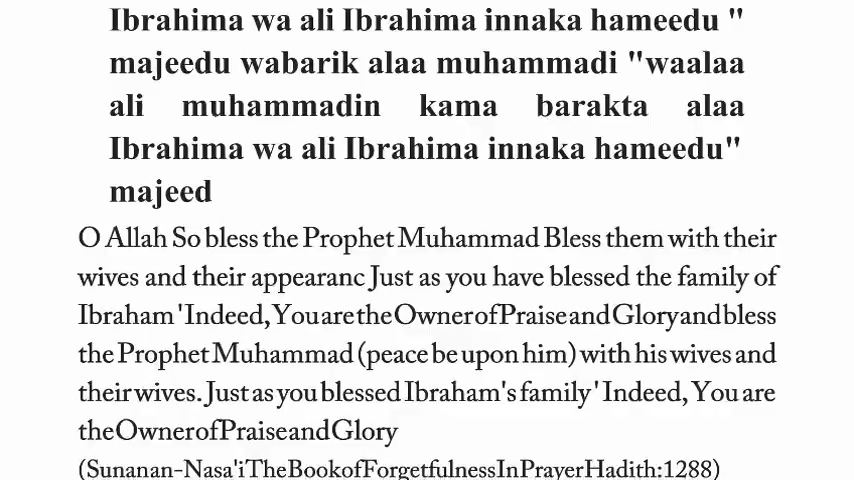 Ibrahima wa ali Ibrahima innaka hameedu "
majeedu wabarik alaa muhammadi "waalaa
ali muhammadin kama barakta alaa
Ibrahima wa ali Ibrahima innaka hameedu"
majeed
O Allah So bless the Prophet Muhammad Bless them with their
wives and their appearanc Just as you have blessed the family of
Ibraham 'Indeed, You are the Owner of Praise and Glory and bless
the Prophet Muhammad (peace be upon him) with his wives and
their wives. Just as you blessed Ibraham's family ' Indeed, You are
the Owner of Praise and Glory
(Sunanan-Nasa'i The Book of Forgetfulness In Prayer Hadith:1288)